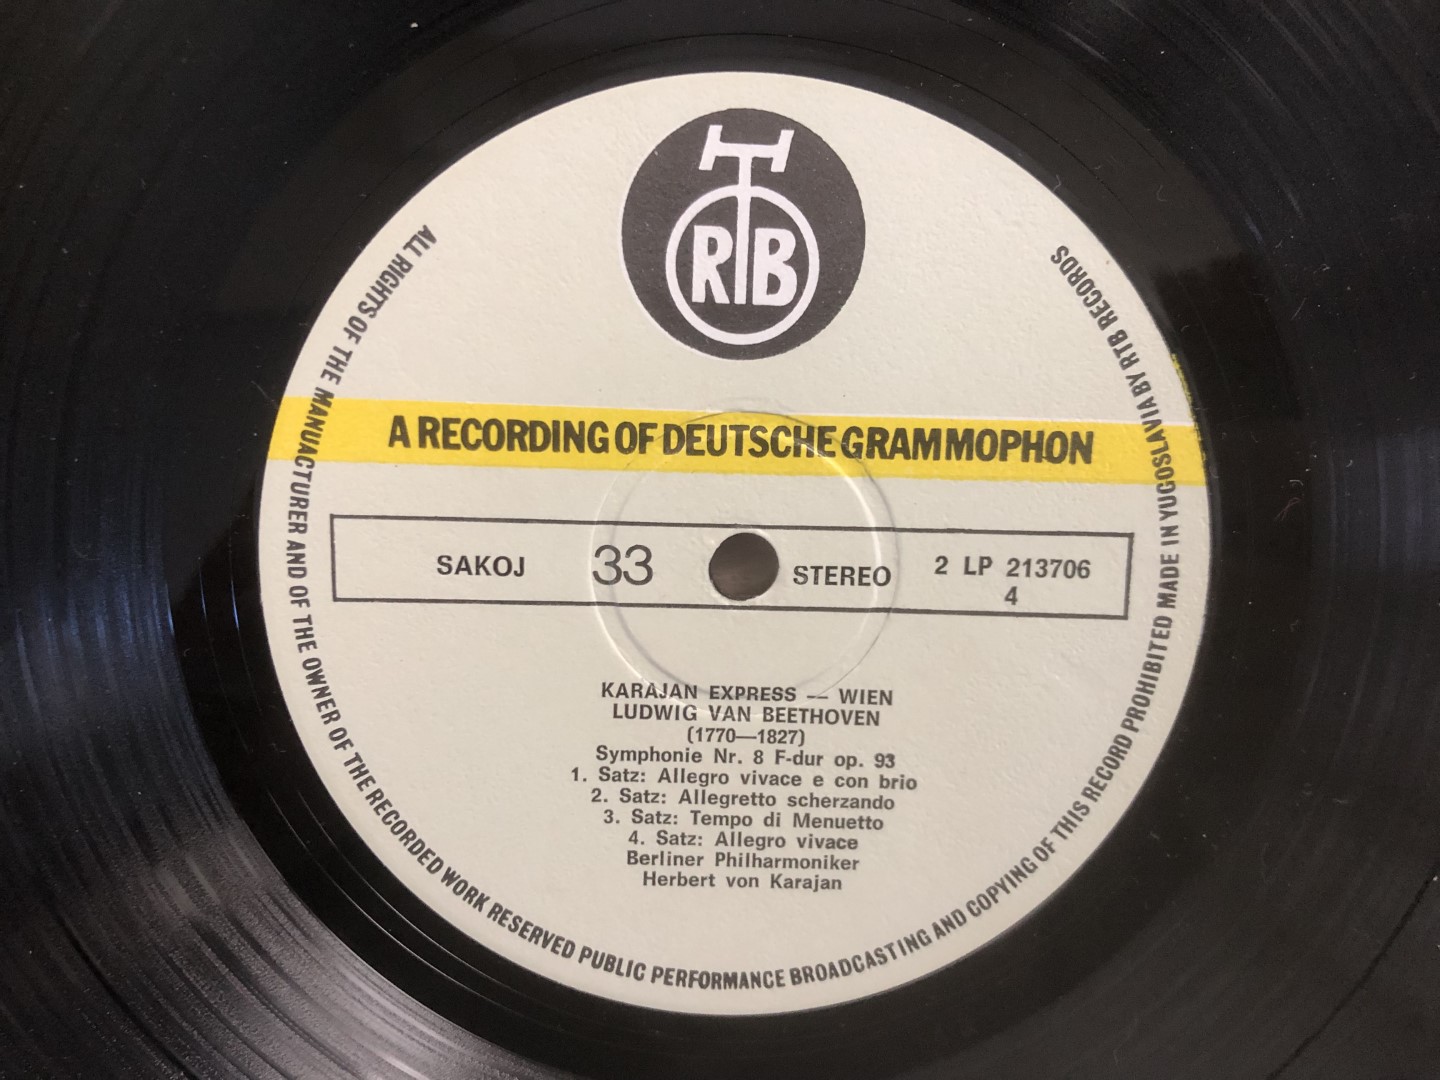 RTB
A RECORDING OF DEUTSCHE GRAMMOPHON
SAKOJ 33 STEREO 2 LP 213706
4
KARAJAN EXPRESS — WIEN
LUDWIG VAN BEETHOVEN
(1770—1827)
Symphonie Nr. 8 F-dur op. 93
1. Satz: Allegro vivace e con brio
2. Satz: Allegretto scherzando
3. Satz: Tempo di Menuetto
4. Satz: Allegro vivace
Berliner Philharmoniker
Herbert von Karajan
ALL RIGHTS OF THE MANUACTURER AND OF THE OWNER OF THE RECORDED WORK RESERVED PUBLIC PERFORMANCE BROADCASTING AND COPYING OF THIS RECORD PROHIBITED MADE IN YUGOSLAVIA BY RTB RECORDS